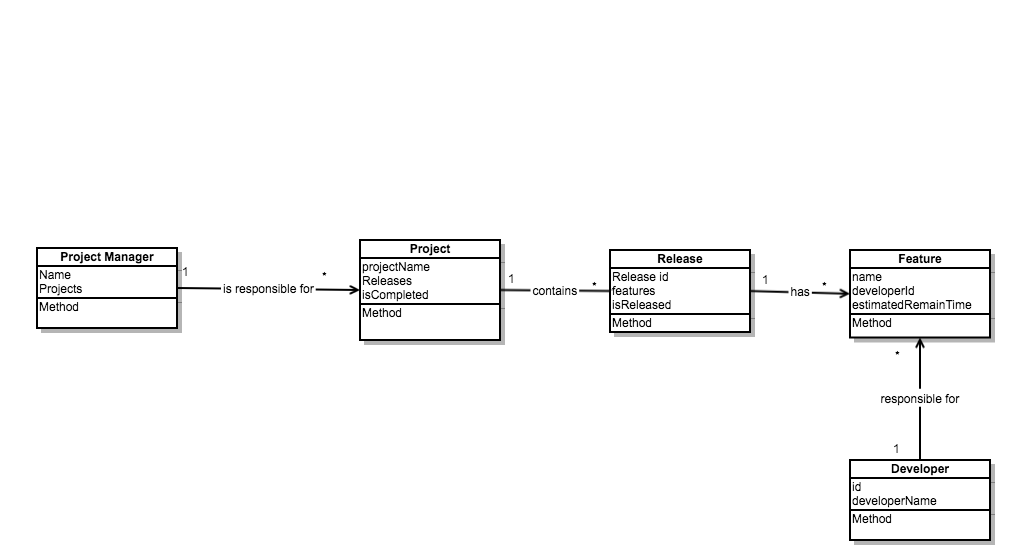 Project Manager
Name
Projects
Method
1
is responsible for
*
Project
projectName
Releases
isCompleted
Method
1
contains
*
Release
Release id
features
isReleased
Method
1
has
*
Feature
name
developerId
estimatedRemainTime
Method
*
responsible for
1
Developer
id
developerName
Method